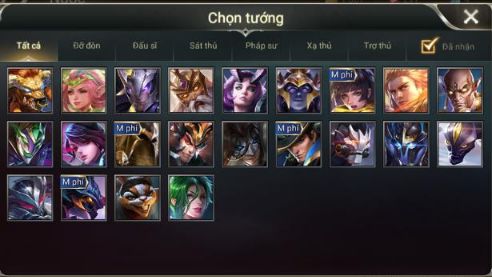 Chọn tướng
Tất cả Đỡ đòn Đấu sĩ Sát thủ Pháp sư Xạ thủ Trợ thủ Đã nhận
M phí
M phí M phí
M phí